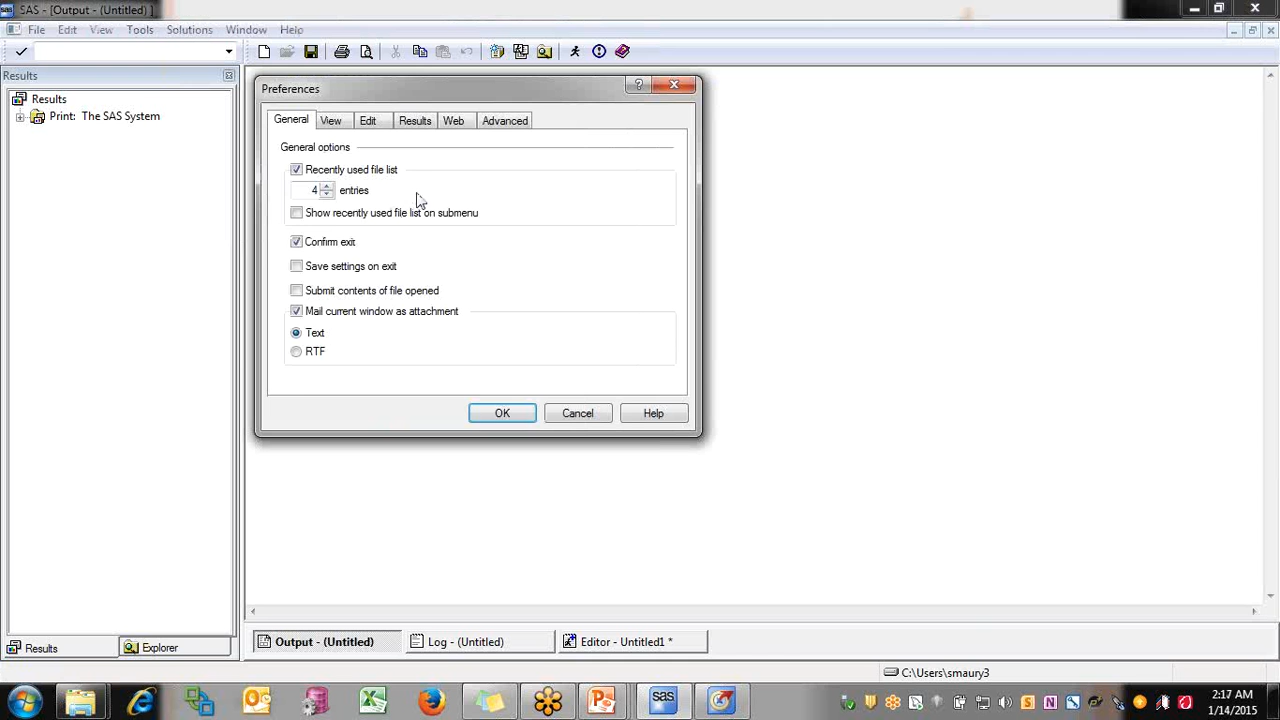 SAS - [Output - (Untitled) ]
File Edit View Tools Solutions Window Help
Results
Results
Print: The SAS System
Preferences
General View Edit Results Web Advanced
General options
Recently used file list
4 entries
Show recently used file list on submenu
Confirm exit
Save settings on exit
Submit contents of file opened
Mail current window as attachment
Text
RTF
OK Cancel Help
Results Explorer
Output - (Untitled) Log - (Untitled) Editor - Untitled1 *
C:\Users\smaury3
2:17 AM
1/14/2015